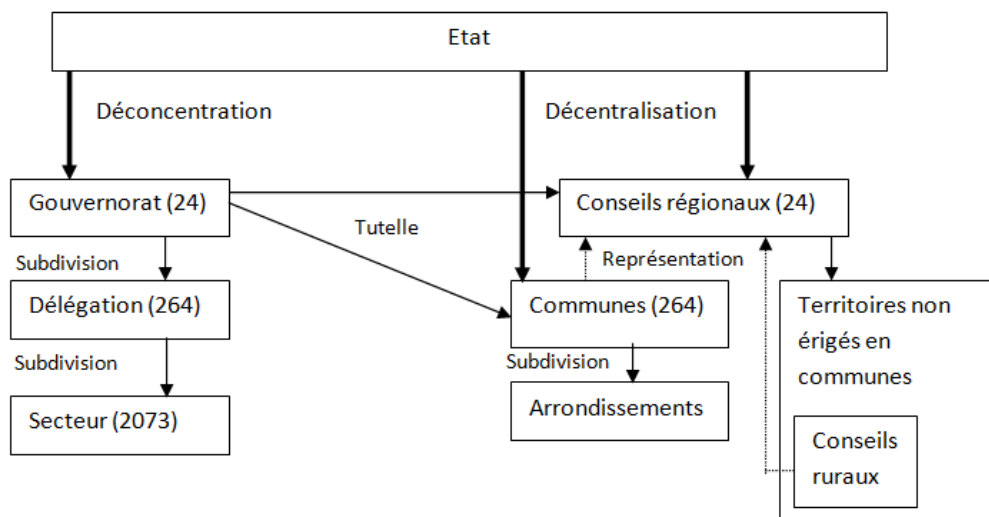 Etat
Déconcentration
Décentralisation
Gouvernorat (24)
Conseils régionaux (24)
Tutelle
Subdivision
Représentation
Délégation (264)
Communes (264)
Territoires non
érigés en
communes
Subdivision
Subdivision
Secteur (2073)
Arrondissements
Conseils
ruraux